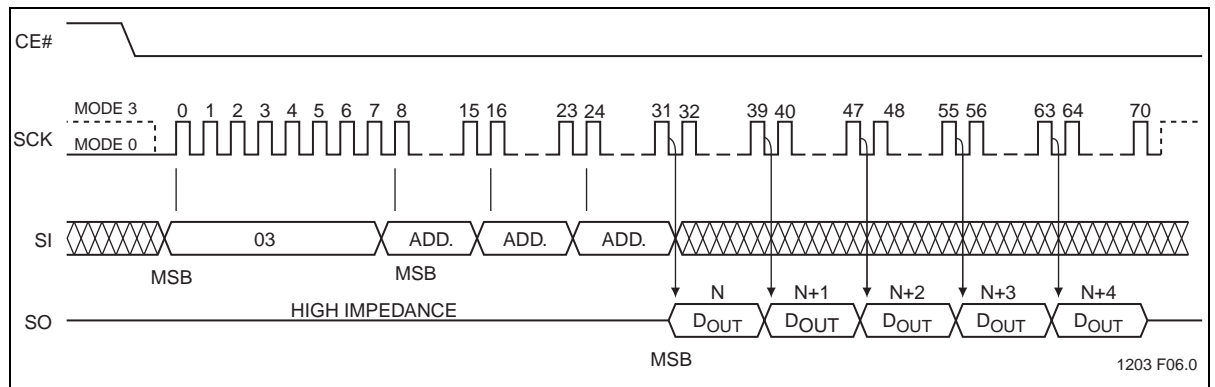 CE#
MODE 3
0 1 2 3 4 5 6 7 8 15 16 23 24 31 32 39 40 47 48 55 56 63 64 70
SCK
MODE 0
SI
03 ADD. ADD. ADD.
MSB MSB
N N+1 N+2 N+3 N+4
HIGH IMPEDANCE
SO
DOUT DOUT DOUT DOUT DOUT
MSB
1203 F06.0